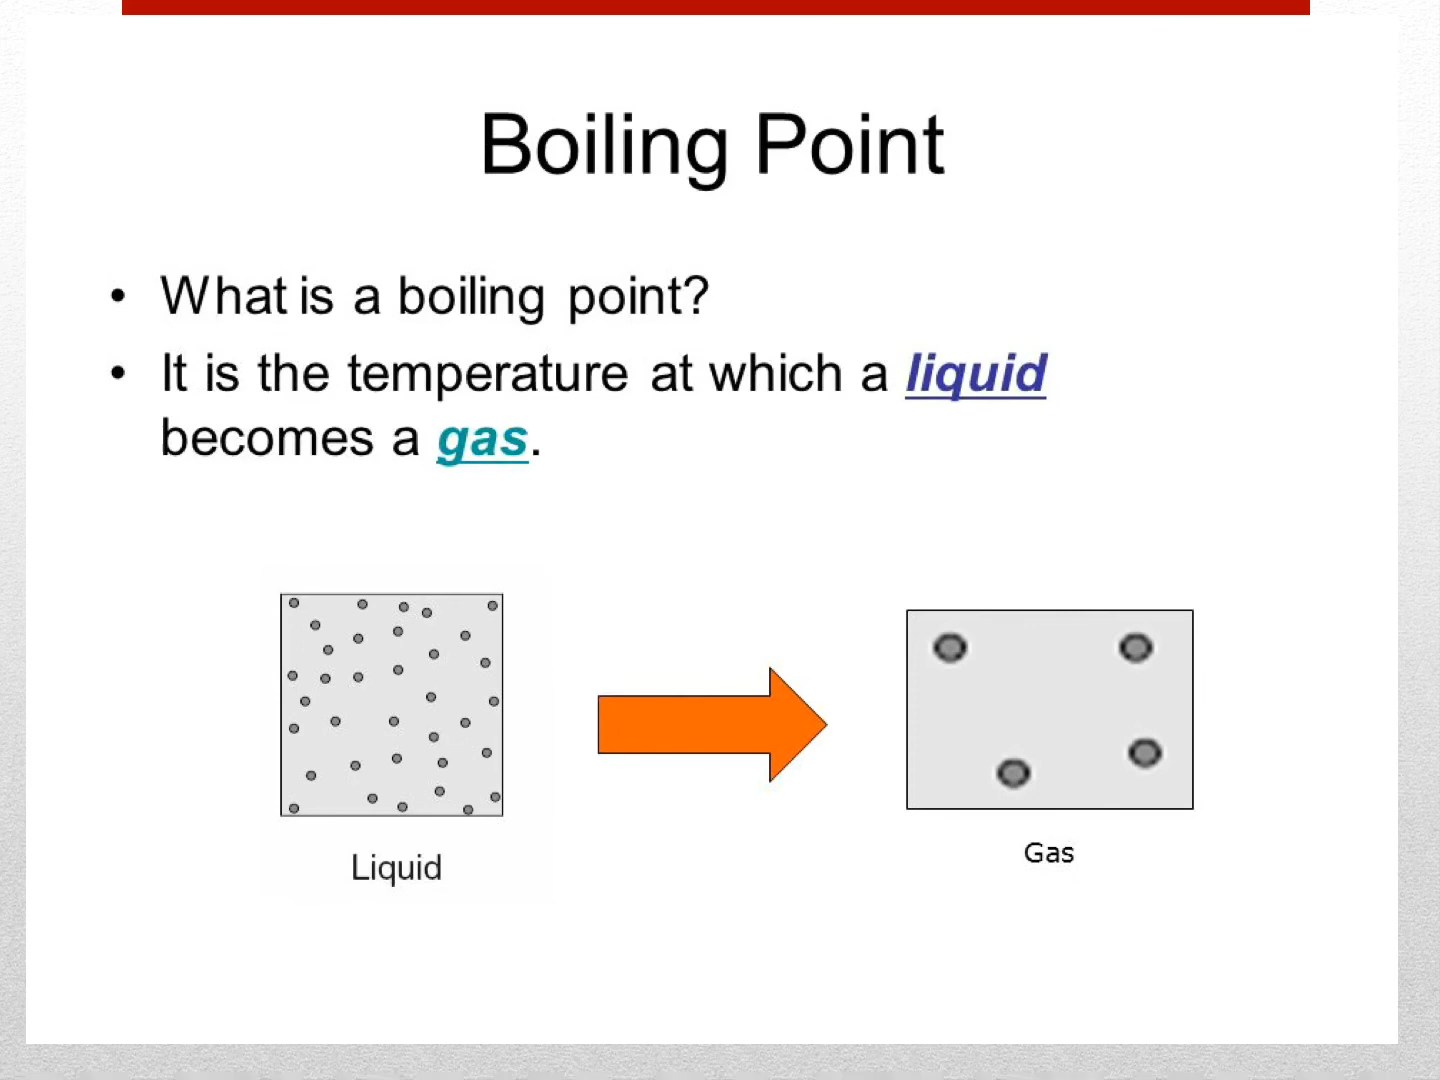 Boiling Point
• What is a boiling point?
• It is the temperature at which a liquid
becomes a gas.
Liquid
Gas